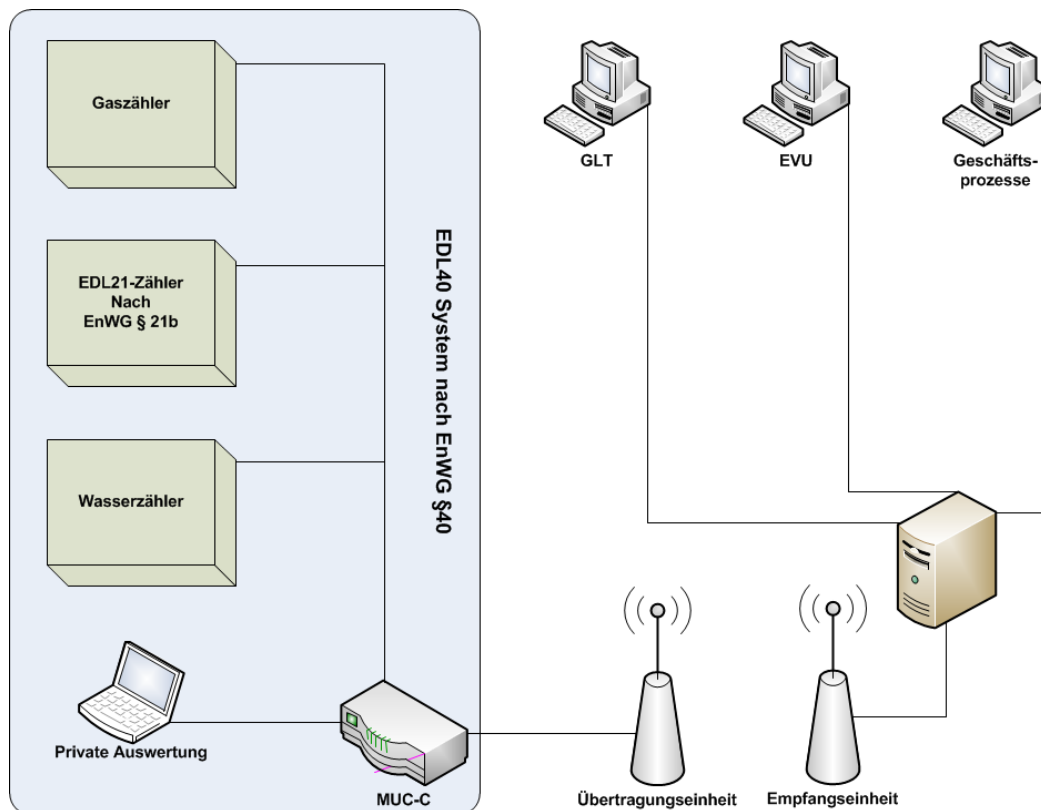 Gaszähler
EDL21-Zähler
Nach
EnWG § 21b
Wasserzähler
EDL40 System nach EnWG §40
Private Auswertung
MUC-C
GLT
EVU
Geschäfts-
prozesse
Übertragungseinheit
Empfangseinheit